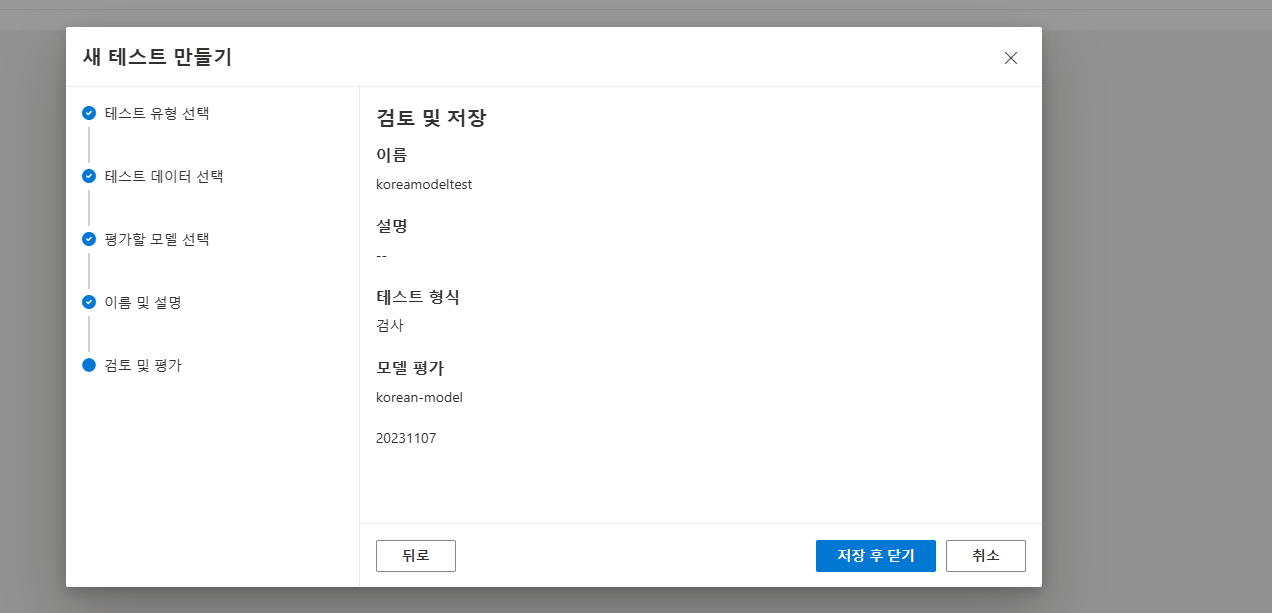 새 테스트 만들기
테스트 유형 선택
테스트 데이터 선택
평가할 모델 선택
이름 및 설명
검토 및 평가
검토 및 저장
이름
koreamodeltest
설명
--
테스트 형식
검사
모델 평가
korean-model
20231107
뒤로
저장 후 닫기
취소